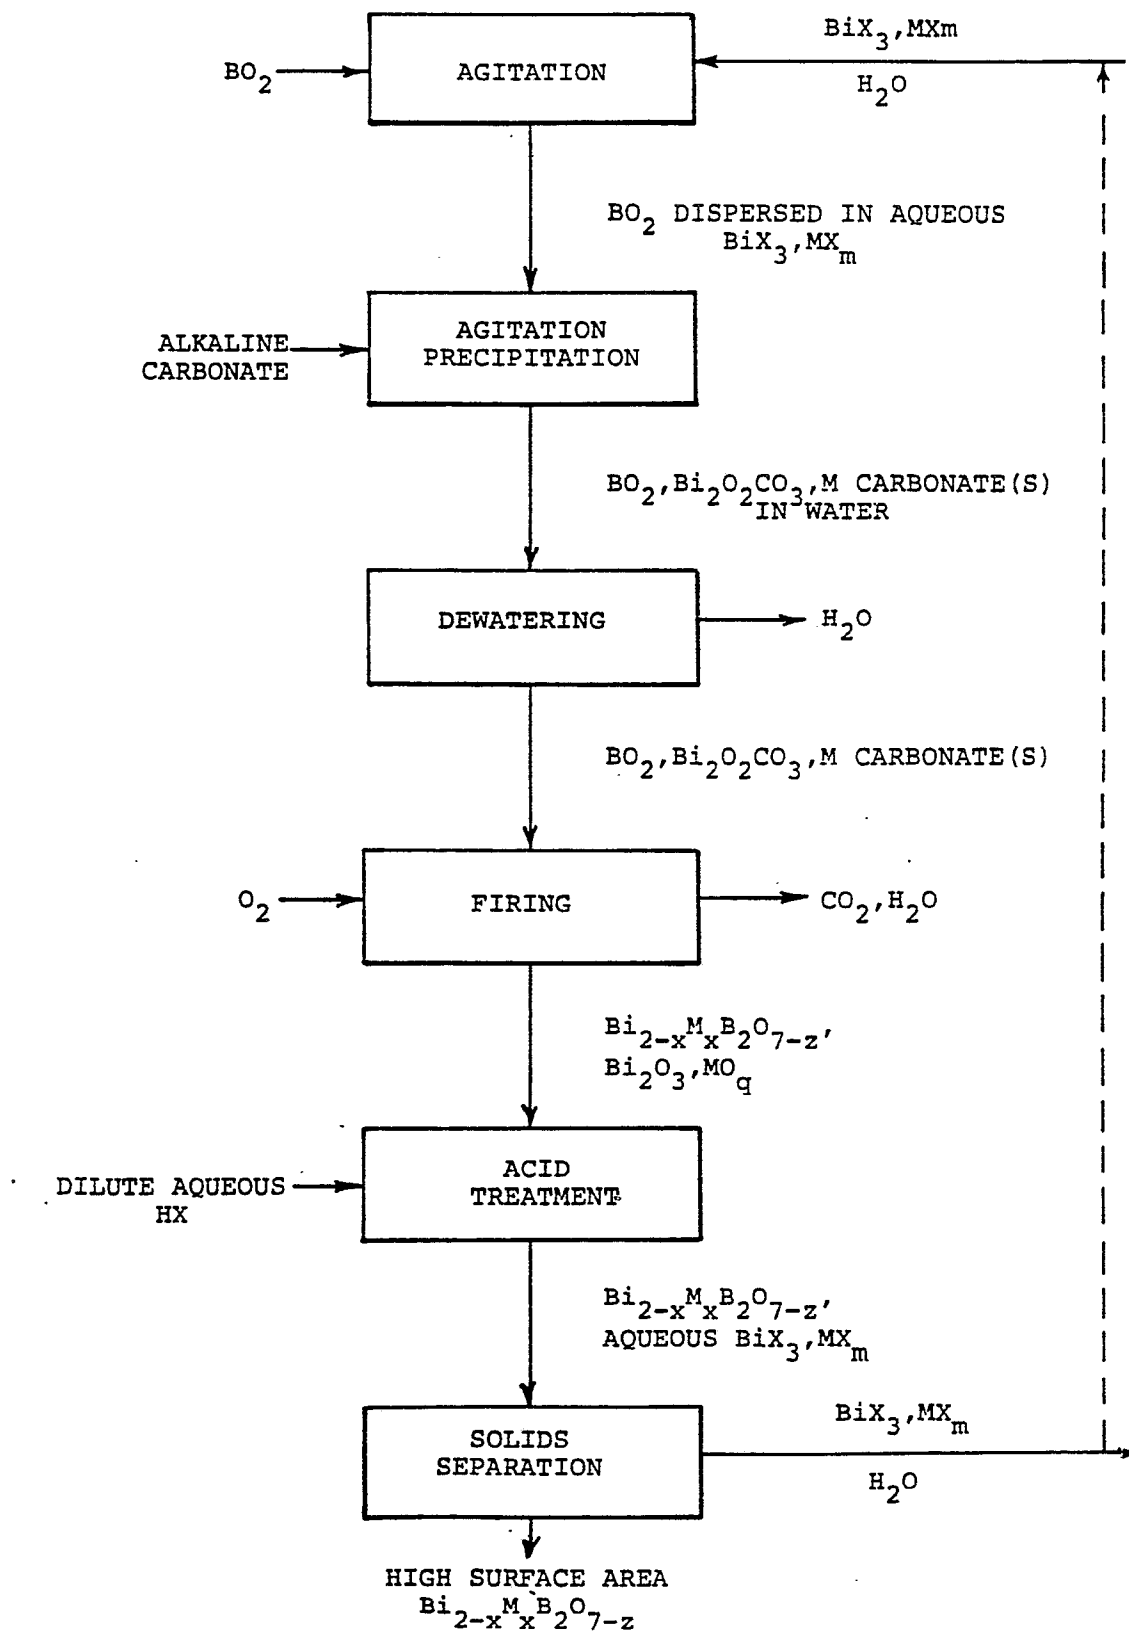 BiX₃,MXm
BO₂
AGITATION
H₂O
BO₂ DISPERSED IN AQUEOUS
BiX₃,MXₘ
ALKALINE
CARBONATE
AGITATION
PRECIPITATION
BO₂,Bi₂O₂CO₃,M CARBONATE(S)
IN WATER
DEWATERING
H₂O
BO₂,Bi₂O₂CO₃,M CARBONATE(S)
O₂
FIRING
CO₂,H₂O
Bi₂₋ₓMₓB₂O₇₋z,
Bi₂O₃,MOq
DILUTE AQUEOUS
HX
ACID
TREATMENT
Bi₂₋ₓMₓB₂O₇₋z,
AQUEOUS BiX₃,MXₘ
SOLIDS
SEPARATION
BiX₃,MXₘ
H₂O
HIGH SURFACE AREA
Bi₂₋ₓMₓB₂O₇₋z